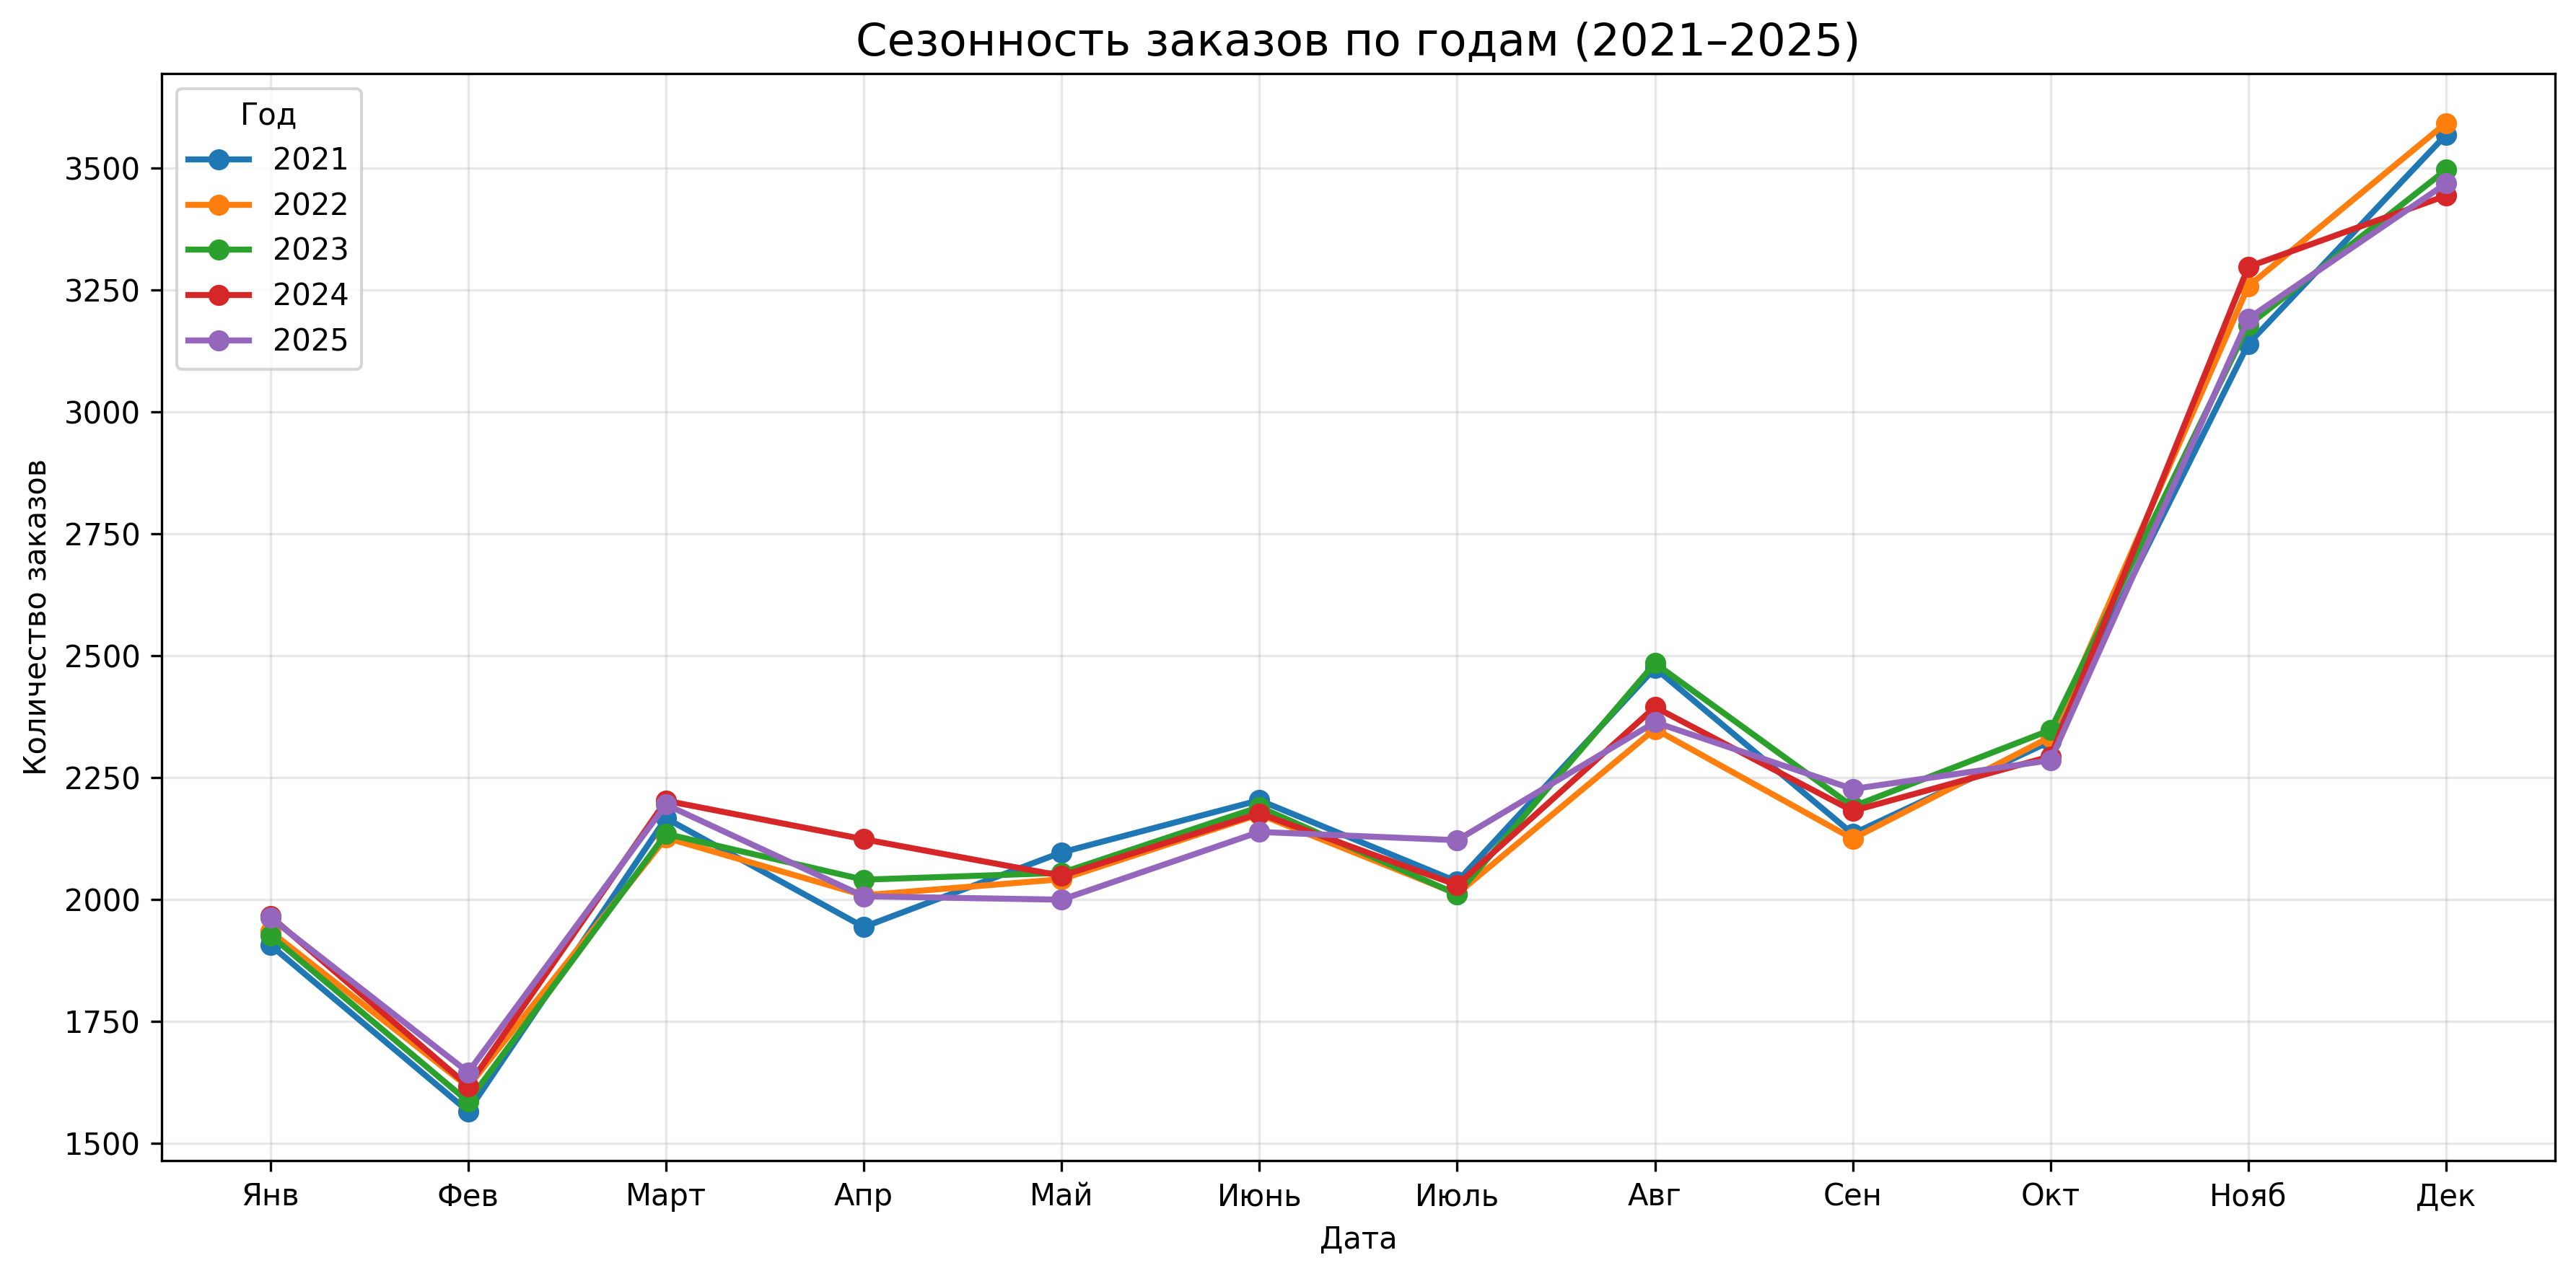 Сезонность заказов по годам (2021–2025)
Год
2021
2022
2023
2024
2025
Количество заказов
3500
3250
3000
2750
2500
2250
2000
1750
1500
Янв Фев Март Апр Май Июнь Июль Авг Сен Окт Нояб Дек
Дата